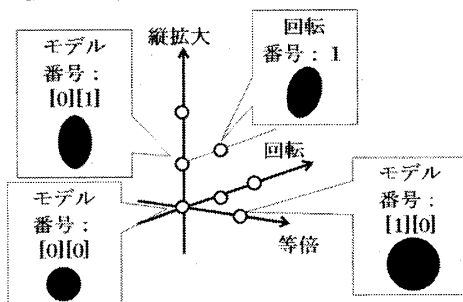 モデル
番号：
[0][1]
縦拡大
回転
番号：1
回転
モデル
番号：
[0][0]
モデル
番号：
[1][0]
等倍